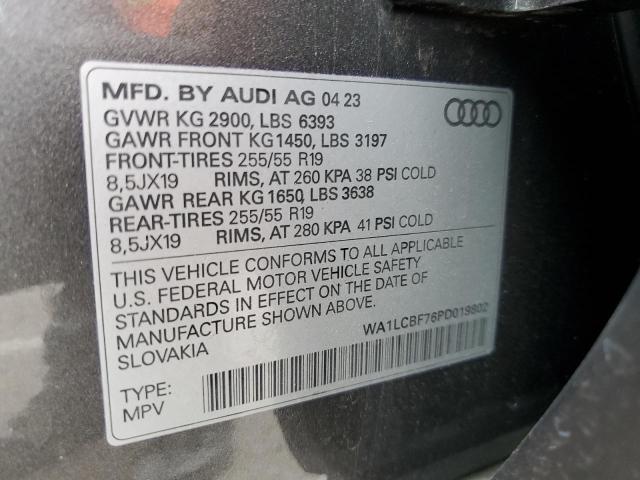 MFD. BY AUDI AG 04 23
GVWR KG 2900, LBS 6393
GAWR FRONT KG1450, LBS 3197
FRONT-TIRES 255/55 R19
8,5JX19 RIMS, AT 260 KPA 38 PSI COLD
GAWR REAR KG 1650, LBS 3638
REAR-TIRES 255/55 R19
8,5JX19 RIMS, AT 280 KPA 41 PSI COLD
THIS VEHICLE CONFORMS TO ALL APPLICABLE
U.S. FEDERAL MOTOR VEHICLE SAFETY
STANDARDS IN EFFECT ON THE DATE OF
MANUFACTURE SHOWN ABOVE.
SLOVAKIA
WA1LCBF76PD019802
TYPE:
MPV